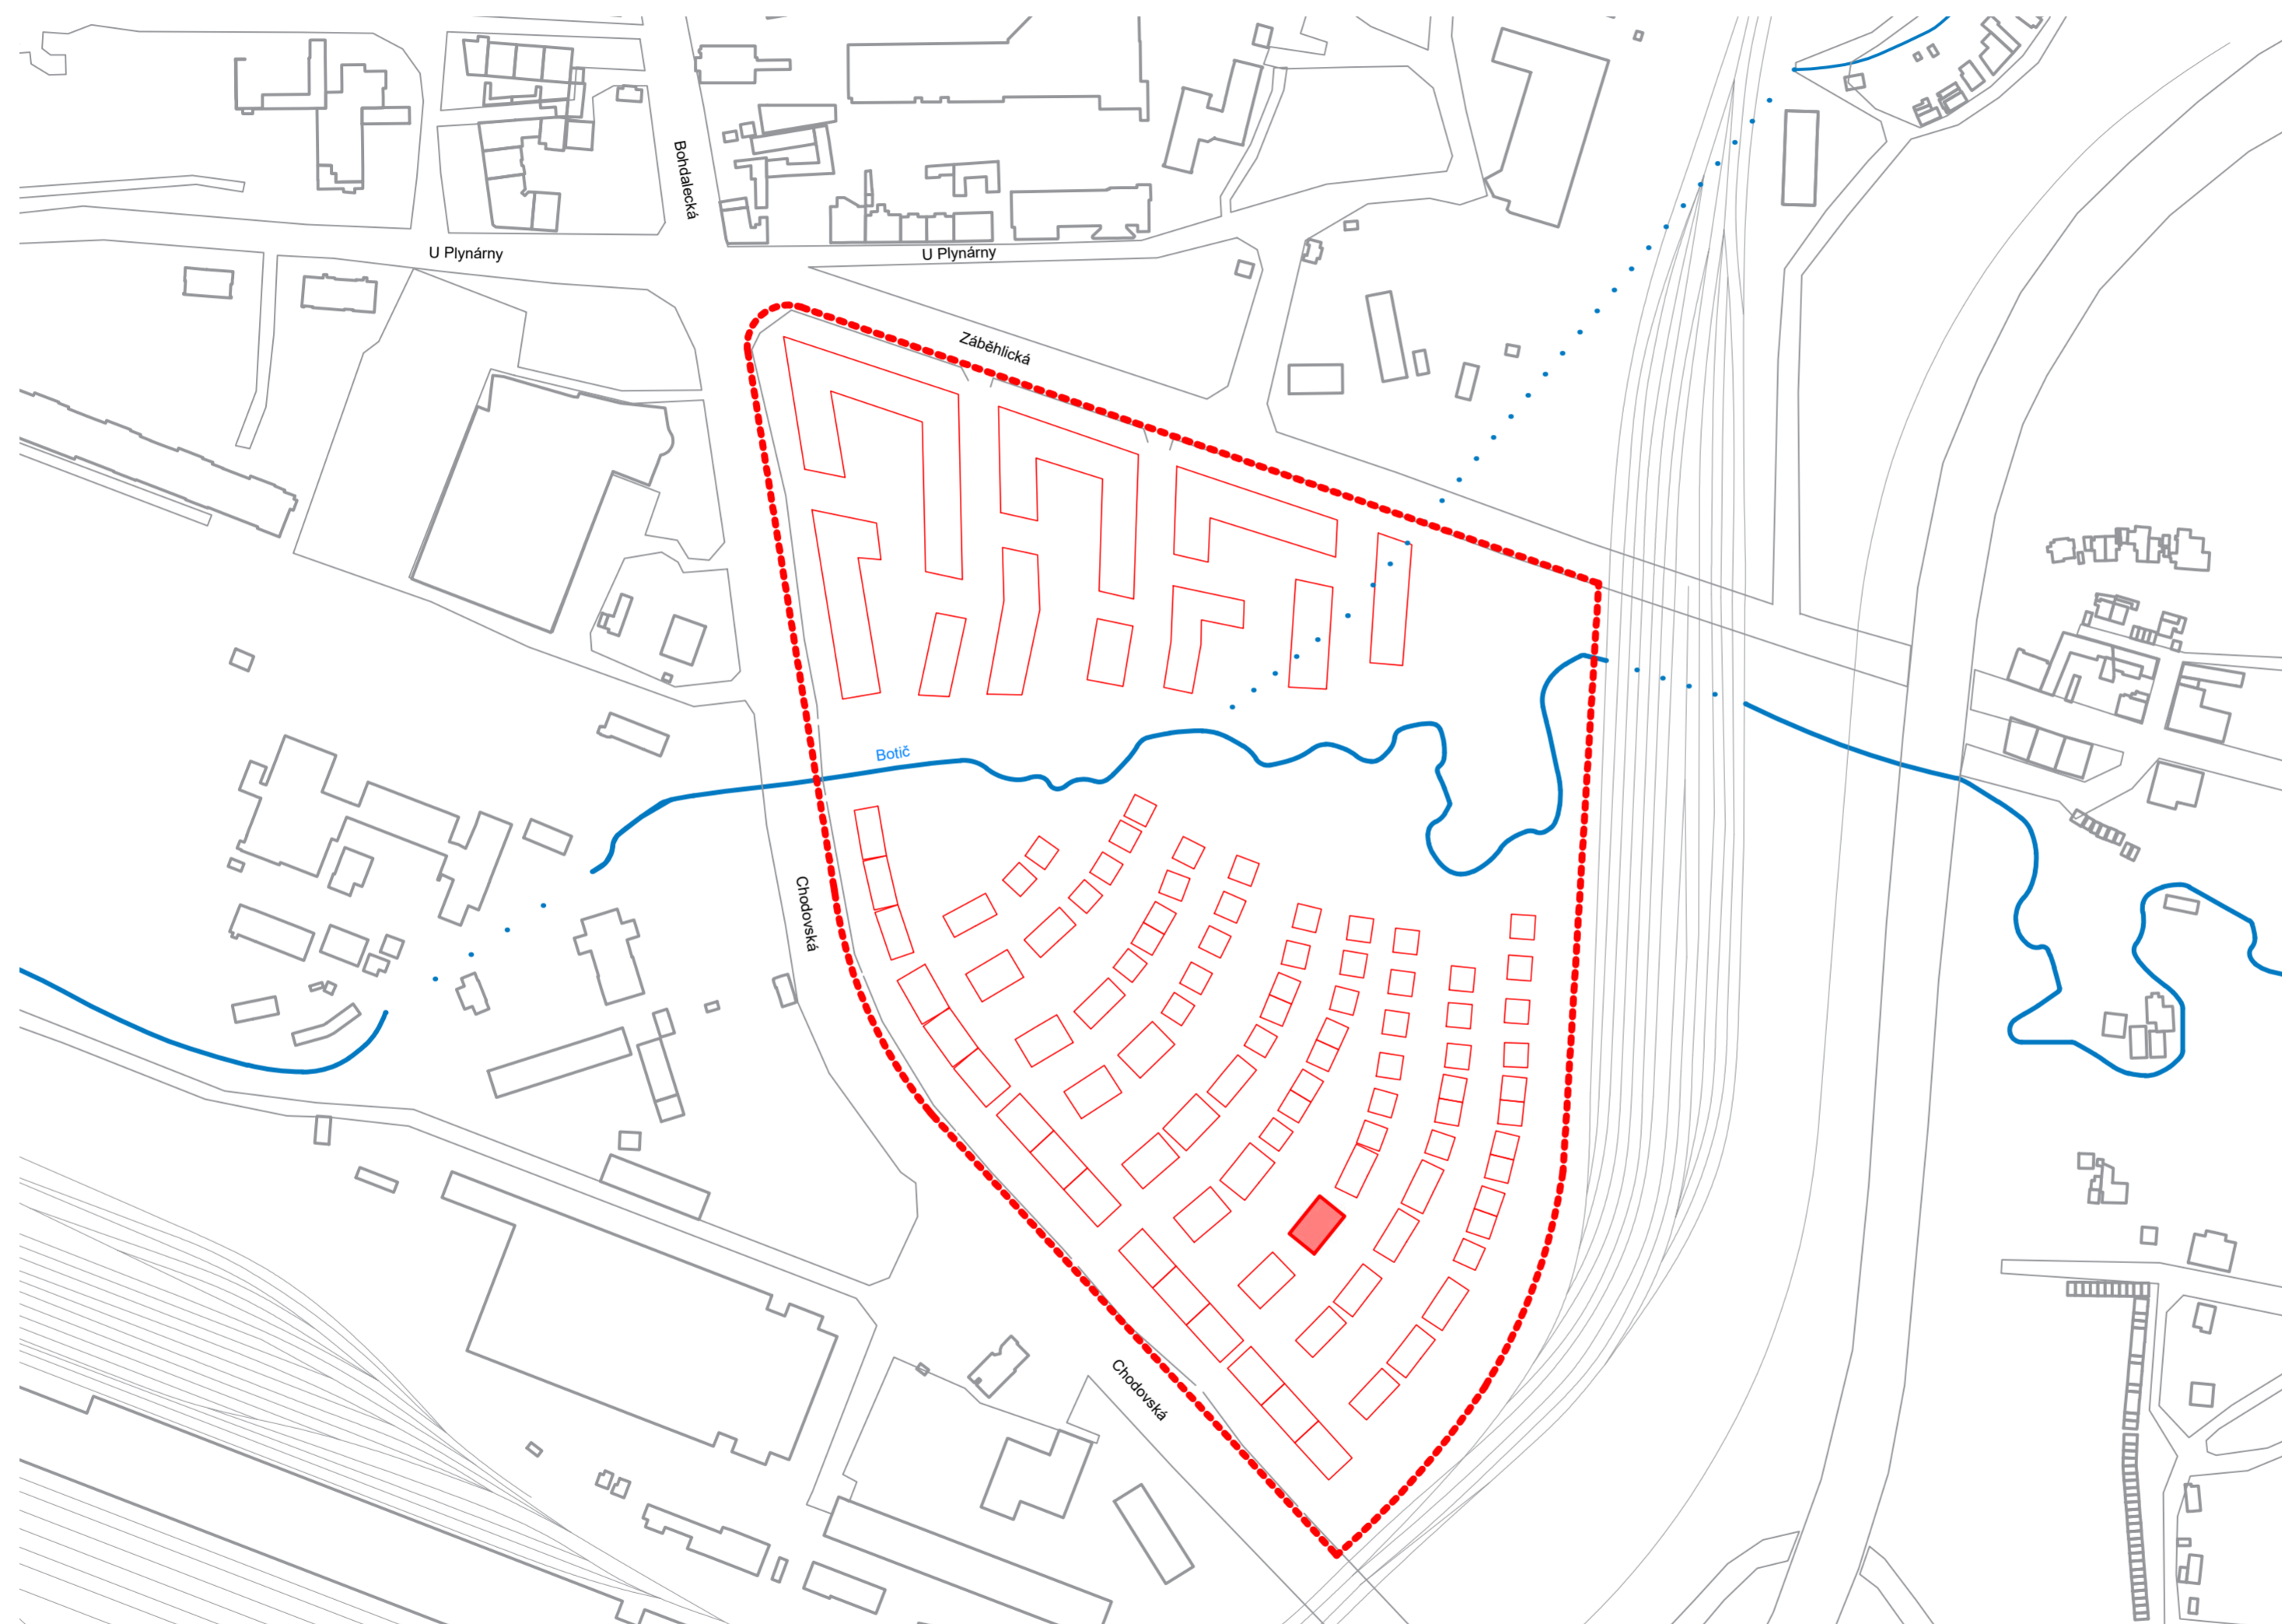 Bohdalecká
U Plynárny
U Plynárny
Záběhlická
Botič
Chodovská
Chodovská